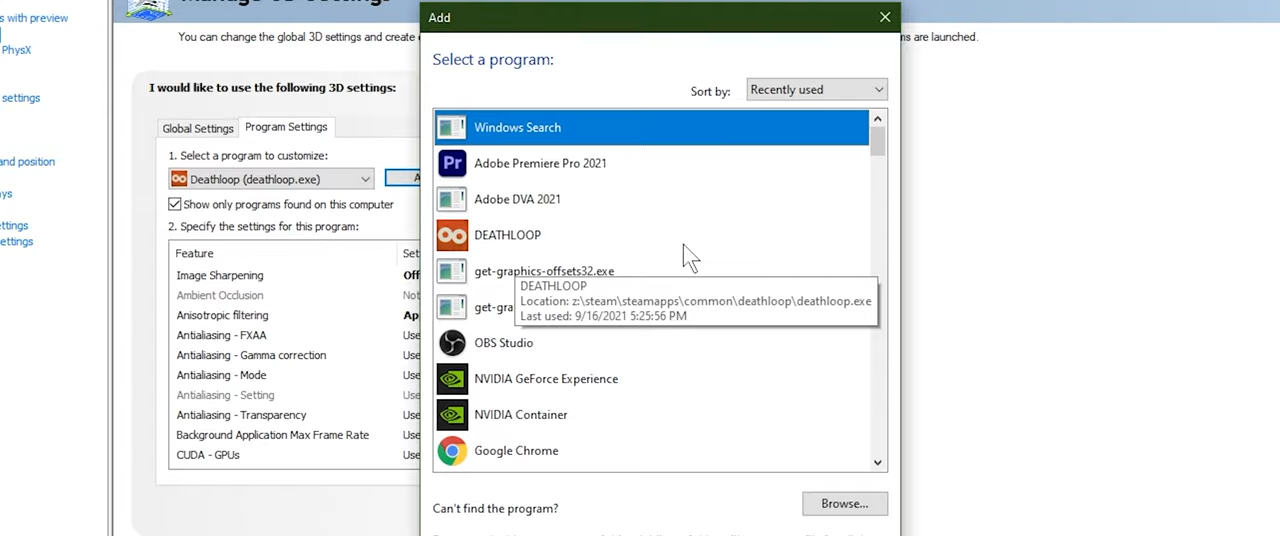 s with preview
PhysX
settings
and position
ys
ttings
ettings
You can change the global 3D settings and create
ms are launched.
I would like to use the following 3D settings:
Global Settings
Program Settings
1. Select a program to customize:
Deathloop (deathloop.exe)
A
Show only programs found on this computer
2. Specify the settings for this program:
Feature
Set
Image Sharpening
Off
Ambient Occlusion
Not
Anisotropic filtering
Ap
Antialiasing - FXAA
Use
Antialiasing - Gamma correction
Use
Antialiasing - Mode
Use
Antialiasing - Setting
Use
Antialiasing - Transparency
Use
Background Application Max Frame Rate
Use
CUDA - GPUs
Use
Add
Select a program:
Sort by:
Recently used
Windows Search
Pr
Adobe Premiere Pro 2021
Adobe DVA 2021
DEATHLOOP
get-graphics-offsets32.exe
get-gra
DEATHLOOP
Location: z:\steam\steamapps\common\deathloop\deathloop.exe
Last used: 9/16/2021 5:25:56 PM
OBS Studio
NVIDIA GeForce Experience
NVIDIA Container
Google Chrome
Can't find the program?
Browse...